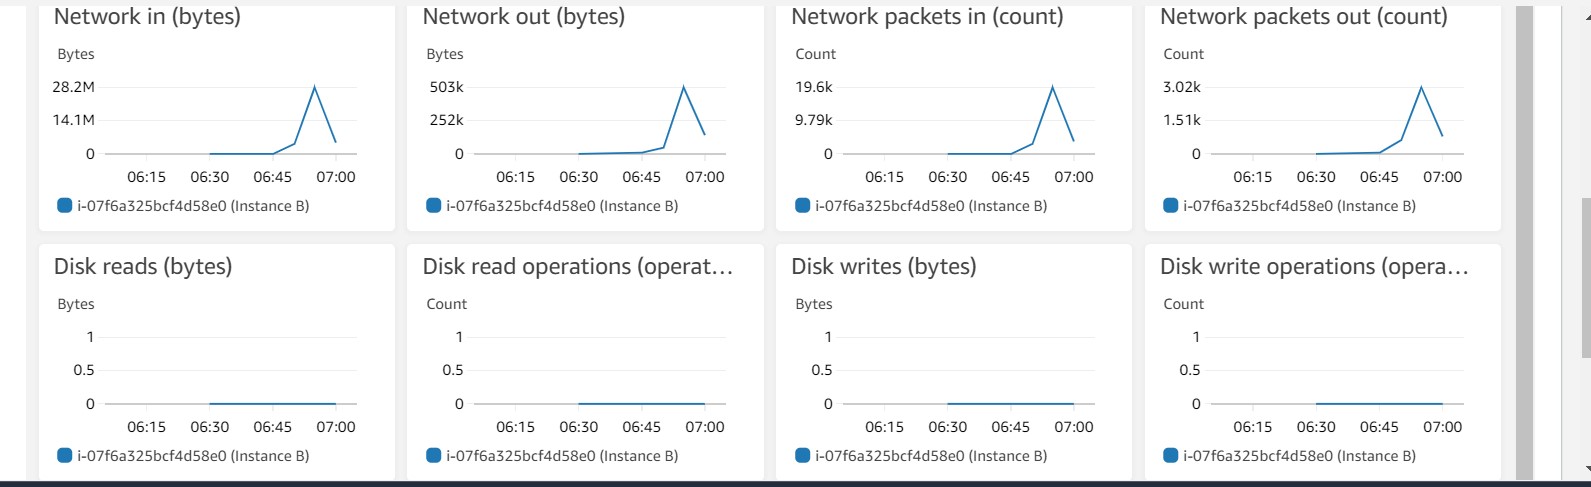 Network in (bytes)
Bytes
28.2M
14.1M
0
06:15 06:30 06:45 07:00
i-07f6a325bcf4d58e0 (Instance B)
Network out (bytes)
Bytes
503k
252k
0
06:15 06:30 06:45 07:00
i-07f6a325bcf4d58e0 (Instance B)
Network packets in (count)
Count
19.6k
9.79k
0
06:15 06:30 06:45 07:00
i-07f6a325bcf4d58e0 (Instance B)
Network packets out (count)
Count
3.02k
1.51k
0
06:15 06:30 06:45 07:00
i-07f6a325bcf4d58e0 (Instance B)
Disk reads (bytes)
Bytes
1
0.5
0
06:15 06:30 06:45 07:00
i-07f6a325bcf4d58e0 (Instance B)
Disk read operations (operat...
Count
1
0.5
0
06:15 06:30 06:45 07:00
i-07f6a325bcf4d58e0 (Instance B)
Disk writes (bytes)
Bytes
1
0.5
0
06:15 06:30 06:45 07:00
i-07f6a325bcf4d58e0 (Instance B)
Disk write operations (opera...
Count
1
0.5
0
06:15 06:30 06:45 07:00
i-07f6a325bcf4d58e0 (Instance B)